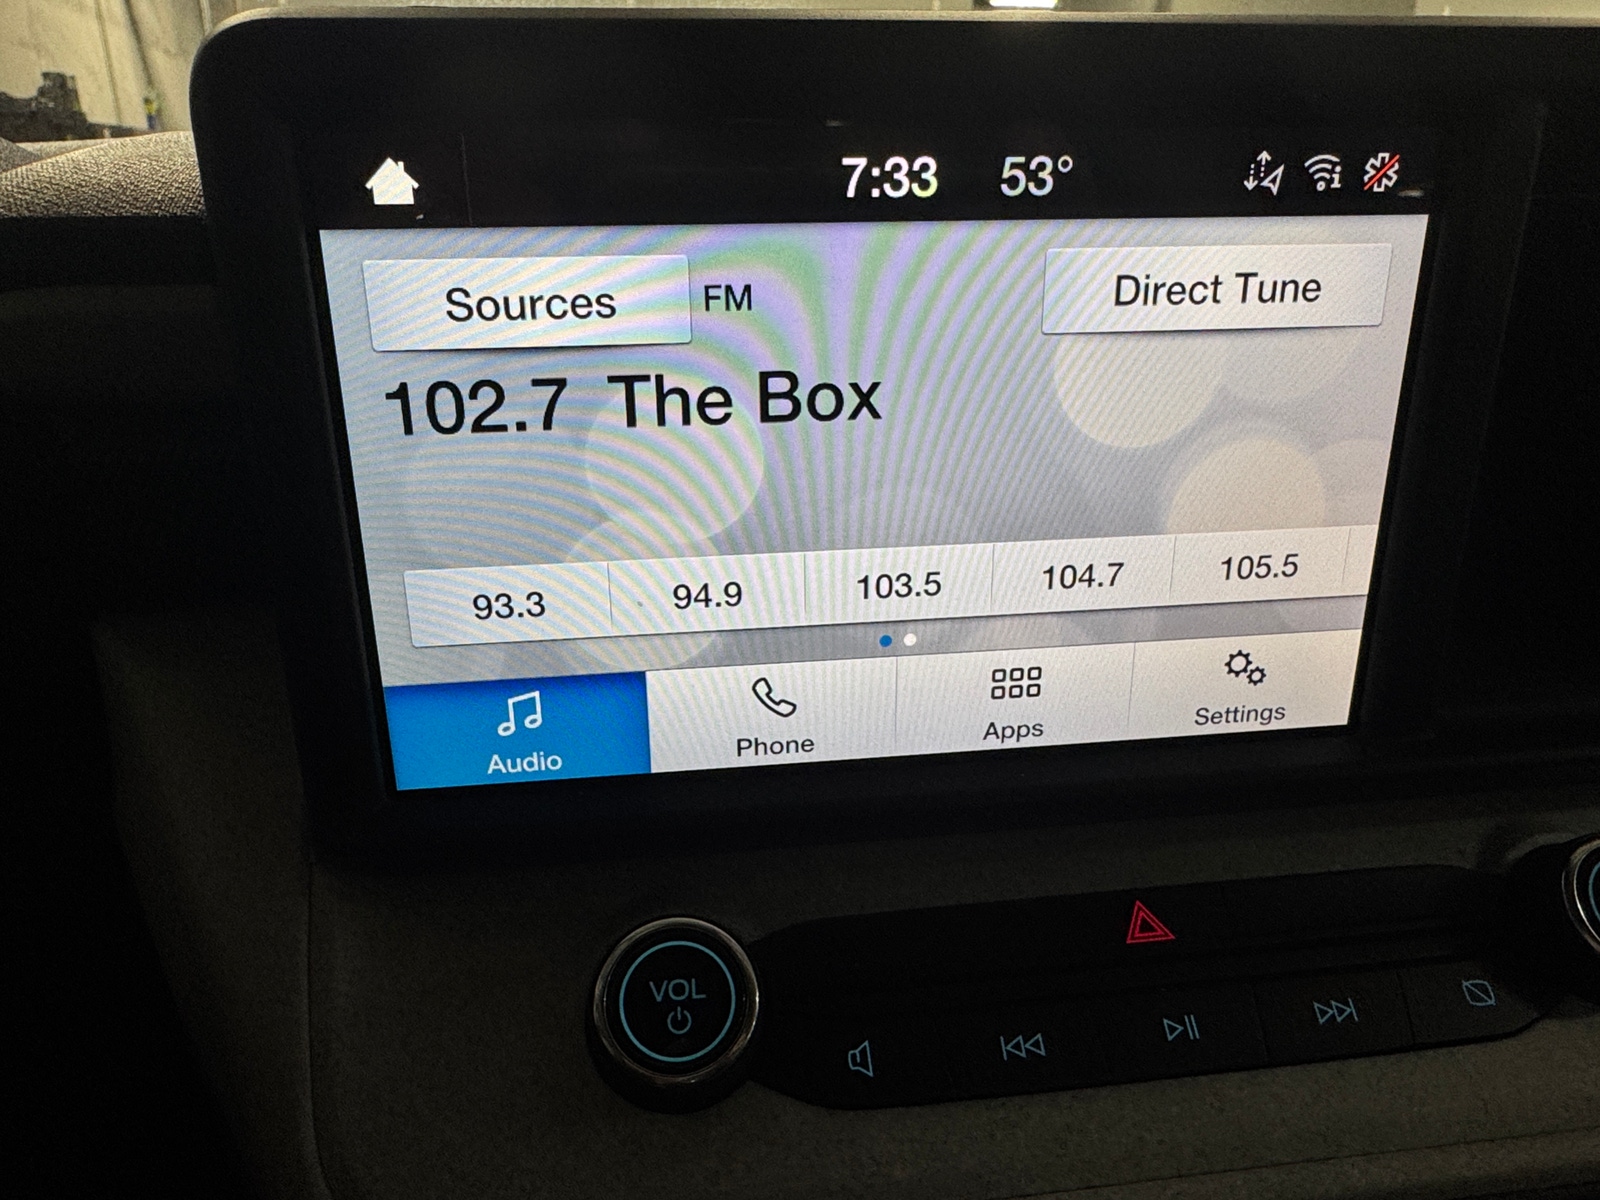 7:33 53°
Sources FM Direct Tune
102.7 The Box
93.3 94.9 103.5 104.7 105.5
Audio Phone Apps Settings
VOL